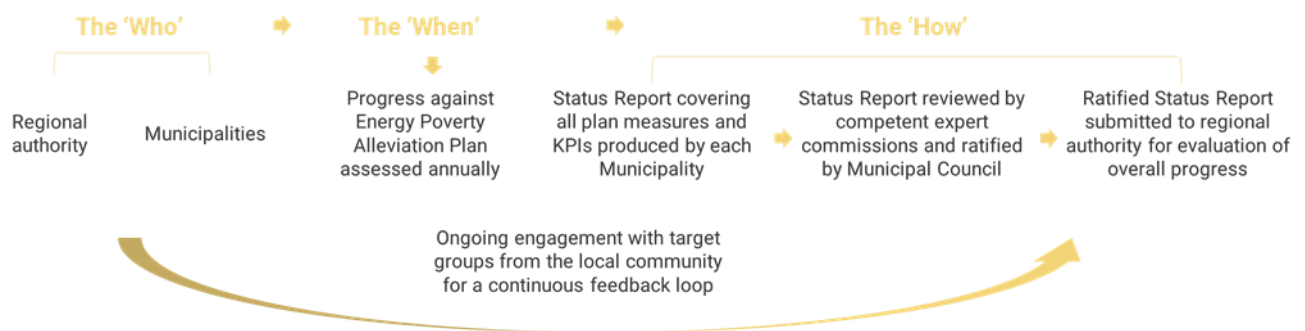 The ‘Who’
The ‘When’
The ‘How’
Regional
authority
Municipalities
Progress against
Energy Poverty
Alleviation Plan
assessed annually
Status Report covering
all plan measures and
KPIs produced by each
Municipality
Status Report reviewed by
competent expert
commissions and ratified
by Municipal Council
Ratified Status Report
submitted to regional
authority for evaluation of
overall progress
Ongoing engagement with target
groups from the local community
for a continuous feedback loop